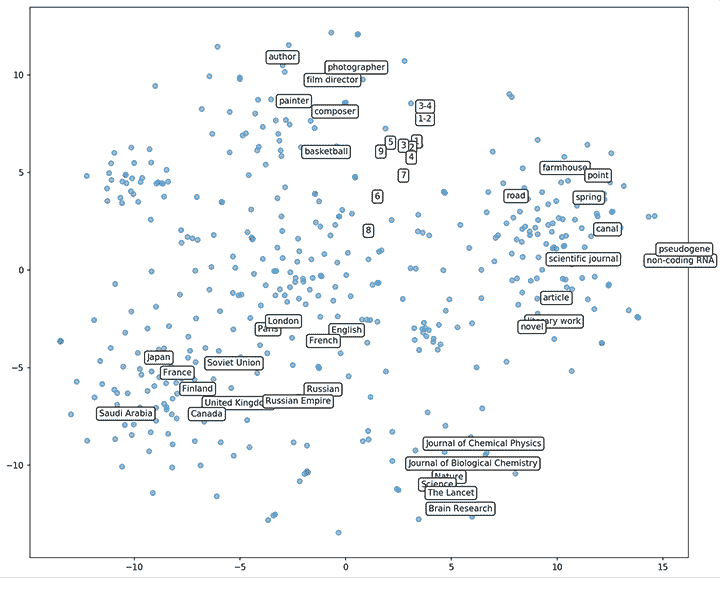 author
photographer
10
film director
painter
3-4
composer
1-2
5
1
3
2
basketball
9
4
farmhouse
5
7
point
6
road
spring
8
canal
pseudogene
scientific journal
non-coding RNA
0
article
London
literary work
Paris
English
novel
French
Japan
Soviet Union
−5
France
Finland
Russian
United Kingdo
Russian Empire
Saudi Arabia
Canada
Journal of Chemical Physics
−10
Journal of Biological Chemistry
Nature
Science
The Lancet
Brain Research
−10
−5
0
5
10
15